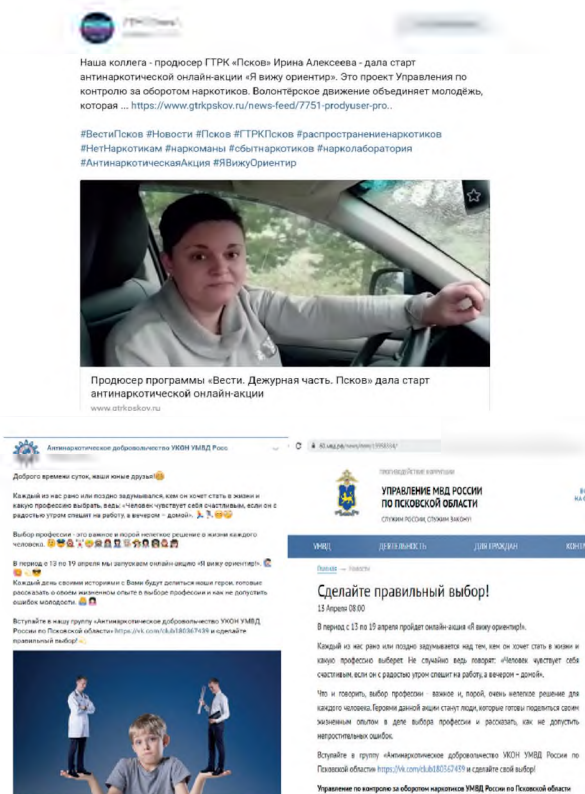 Наша коллега - продюсер ГТРК «Псков» Ирина Алексеева - дала старт
антинаркотической онлайн-акции «Я вижу ориентир». Это проект Управления по
контролю за оборотом наркотиков. Волонтёрское движение объединяет молодёжь,
которая ... https://www.gtrkpskov.ru/news-feed/7751-prodyuser-pro..
#ВестиПсков #Новости #Псков #ГТРКПсков #распространениенаркотиков
#НетНаркотикам #наркоманы #сбытнаркотиков #нарколаборатория
#АнтинаркотическаяАкция #ЯВижуОриентир
Продюсер программы «Вести. Дежурная часть. Псков» дала старт
антинаркотической онлайн-акции
www.gtrkpskov.ru
Антинаркотическое добровольчество УКОН УМВД Росс
Доброго времени суток, наши юные друзья!
Каждый из нас рано или поздно задумывался, кем он хочет стать в жизни и
какую профессию выбрать, ведь: «Человек чувствует себя счастливым, если он с
радостью утром спешит на работу, а вечером – домой».
Выбор профессии - это важное и порой нелегкое решение в жизни каждого
человека.
В период с 13 по 19 апреля мы запускаем онлайн-акцию «Я вижу ориентир!».
Каждый день своими историями с Вами будут делиться наши герои, готовые
рассказать о своем жизненном опыте в выборе профессии и как не допустить
ошибок молодости.
Вступайте в нашу группу «Антинаркотическое добровольчество УКОН УМВД
России по Псковской области» https://vk.com/club180367439 и сделайте
правильный выбор!
ПРОТИВОДЕЙСТВИЕ КОРРУПЦИИ
УПРАВЛЕНИЕ МВД РОССИИ
ПО ПСКОВСКОЙ ОБЛАСТИ
СЛУЖИМ РОССИИ, СЛУЖИМ ЗАКОНУ!
УМВД ДЕЯТЕЛЬНОСТЬ ДЛЯ ГРАЖДАН
Новости
Сделайте правильный выбор!
13 Апреля 08:00
В период с 13 по 19 апреля пройдет онлайн-акция «Я вижу ориентир!».
Каждый из нас рано или поздно задумывается над тем, кем он хочет стать в жизни и
какую профессию выберет. Не случайно ведь говорят: «Человек чувствует себя
счастливым, если он с радостью утром спешит на работу, а вечером – домой».
Что и говорить, выбор профессии - важное и, порой, очень нелегкое решение для
каждого человека. Героями данной акции станут люди, которые готовы поделиться своим
жизненным опытом в деле выбора профессии и рассказать, как не допустить
непростительных ошибок.
Вступайте в группу «Антинаркотическое добровольчество УКОН УМВД России по
Псковской области» https://vk.com/club180367439 и сделайте свой выбор!
Управление по контролю за оборотом наркотиков УМВД России по Псковской области